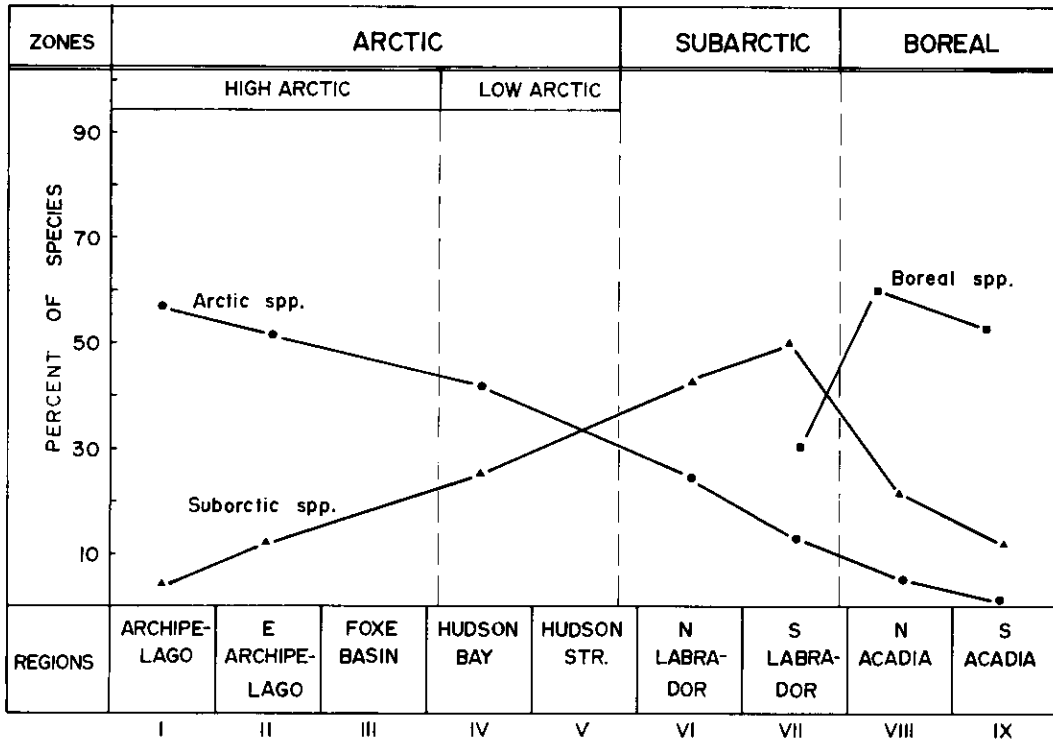 ZONES
ARCTIC
SUBARCTIC
BOREAL
HIGH ARCTIC
LOW ARCTIC
PERCENT OF SPECIES
90
70
50
30
10
Arctic spp.
Suborctic spp.
Boreal spp.
REGIONS
ARCHIPE-
LAGO
E
ARCHIPE-
LAGO
FOXE
BASIN
HUDSON
BAY
HUDSON
STR.
N
LABRA-
DOR
S
LABRA-
DOR
N
ACADIA
S
ACADIA
I
II
III
IV
V
VI
VII
VIII
IX